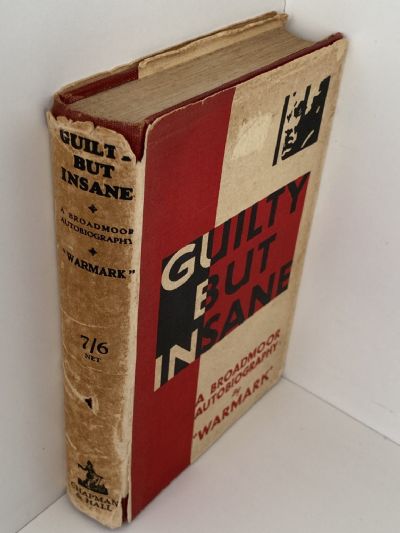 GUILT
BUT
INSANE
A BROADMOOR
AUTOBIOGRAPHY
"WARMARK"
7/6
NET
CHAPMAN
& HALL
GUILTY
BUT
INSANE
A BROADMOOR
AUTOBIOGRAPHY
by
"WARMARK"